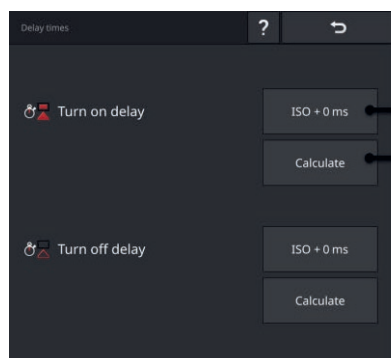 Delay times
?
Turn on delay
ISO + 0 ms
Calculate
Turn off delay
ISO + 0 ms
Calculate